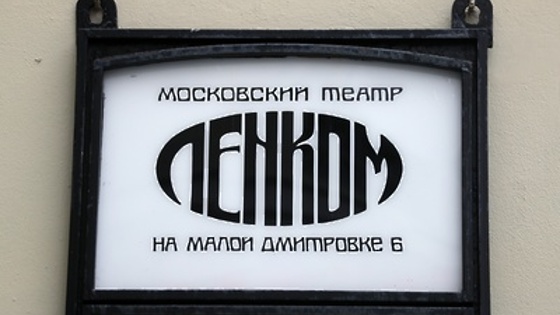 МОСКОВСКИЙ ТЕАТР
ЛЕНКОМ
НА МАЛОЙ ДМИТРОВКЕ 6